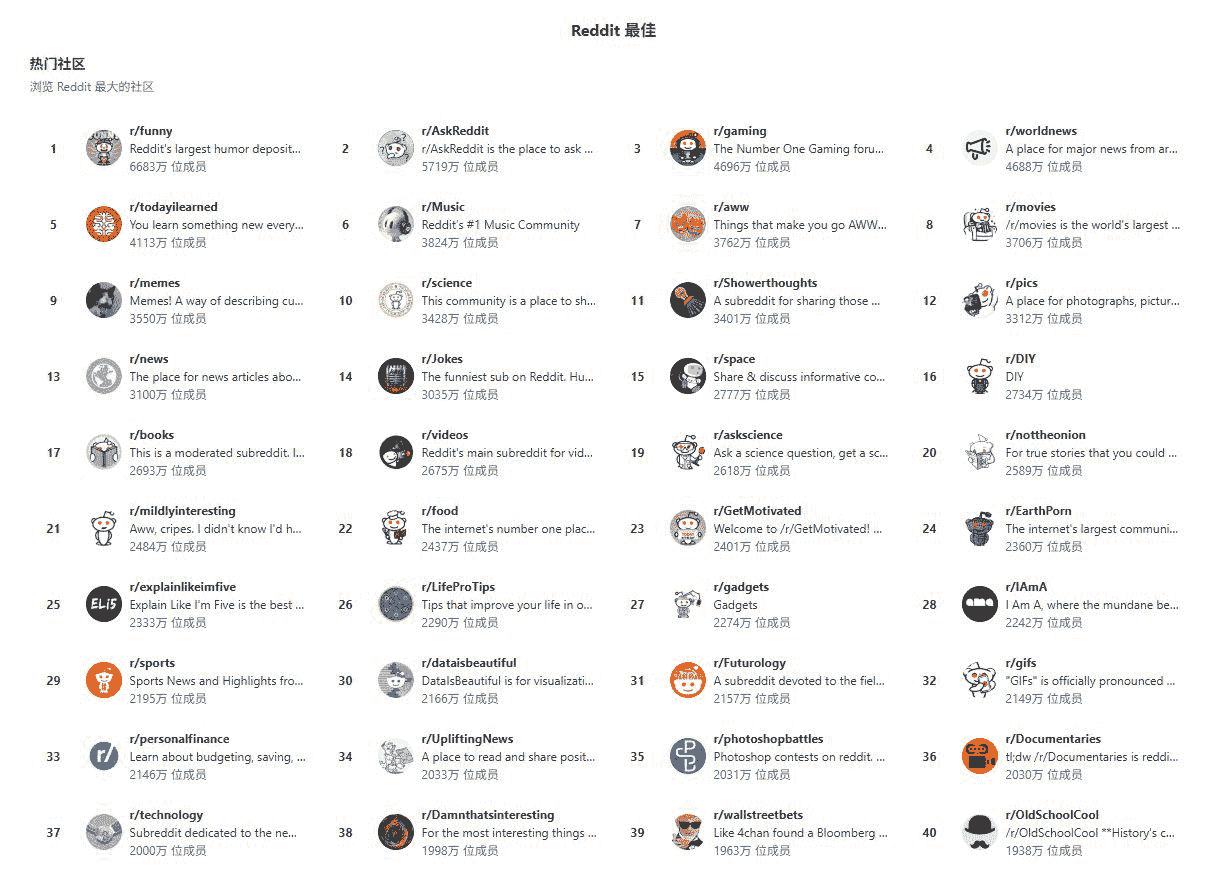 Reddit 最佳
热门社区
浏览 Reddit 最大的社区
1
r/funny
Reddit's largest humor deposit...
6683万 位成员
2
r/AskReddit
r/AskReddit is the place to ask ...
5719万 位成员
3
r/gaming
The Number One Gaming foru...
4696万 位成员
4
r/worldnews
A place for major news from ar...
4688万 位成员
5
r/todayilearned
You learn something new every...
4113万 位成员
6
r/Music
Reddit's #1 Music Community
3824万 位成员
7
r/aww
Things that make you go AWW...
3762万 位成员
8
r/movies
/r/movies is the world's largest ...
3706万 位成员
9
r/memes
Memes! A way of describing cu...
3550万 位成员
10
r/science
This community is a place to sh...
3428万 位成员
11
r/Showerthoughts
A subreddit for sharing those ...
3401万 位成员
12
r/pics
A place for photographs, pictur...
3312万 位成员
13
r/news
The place for news articles abo...
3100万 位成员
14
r/Jokes
The funniest sub on Reddit. Hu...
3035万 位成员
15
r/space
Share & discuss informative co...
2777万 位成员
16
r/DIY
DIY
2734万 位成员
17
r/books
This is a moderated subreddit. I...
2693万 位成员
18
r/videos
Reddit's main subreddit for vid...
2675万 位成员
19
r/askscience
Ask a science question, get a sc...
2618万 位成员
20
r/nottheonion
For true stories that you could ...
2589万 位成员
21
r/mildlyinteresting
Aww, cripes. I didn't know I'd h...
2484万 位成员
22
r/food
The internet's number one plac...
2437万 位成员
23
r/GetMotivated
Welcome to /r/GetMotivated! ...
2401万 位成员
24
r/EarthPorn
The internet's largest communi...
2360万 位成员
25
ELI5
r/explainlikeimfive
Explain Like I'm Five is the best ...
2333万 位成员
26
r/LifeProTips
Tips that improve your life in o...
2290万 位成员
27
r/gadgets
Gadgets
2274万 位成员
28
ama
r/IAmA
I Am A, where the mundane be...
2242万 位成员
29
r/sports
Sports News and Highlights fro...
2195万 位成员
30
r/dataisbeautiful
DataIsBeautiful is for visualizati...
2166万 位成员
31
r/Futurology
A subreddit devoted to the fiel...
2157万 位成员
32
r/gifs
"GIFs" is officially pronounced ...
2149万 位成员
33
r/
r/personalfinance
Learn about budgeting, saving, ...
2146万 位成员
34
r/UpliftingNews
A place to read and share posit...
2033万 位成员
35
r/photoshopbattles
Photoshop contests on reddit. ...
2031万 位成员
36
r/Documentaries
tl;dw /r/Documentaries is reddi...
2030万 位成员
37
r/technology
Subreddit dedicated to the ne...
2000万 位成员
38
r/Damnthatsinteresting
For the most interesting things ...
1998万 位成员
39
r/wallstreetbets
Like 4chan found a Bloomberg ...
1963万 位成员
40
r/OldSchoolCool
/r/OldSchoolCool **History's c...
1938万 位成员